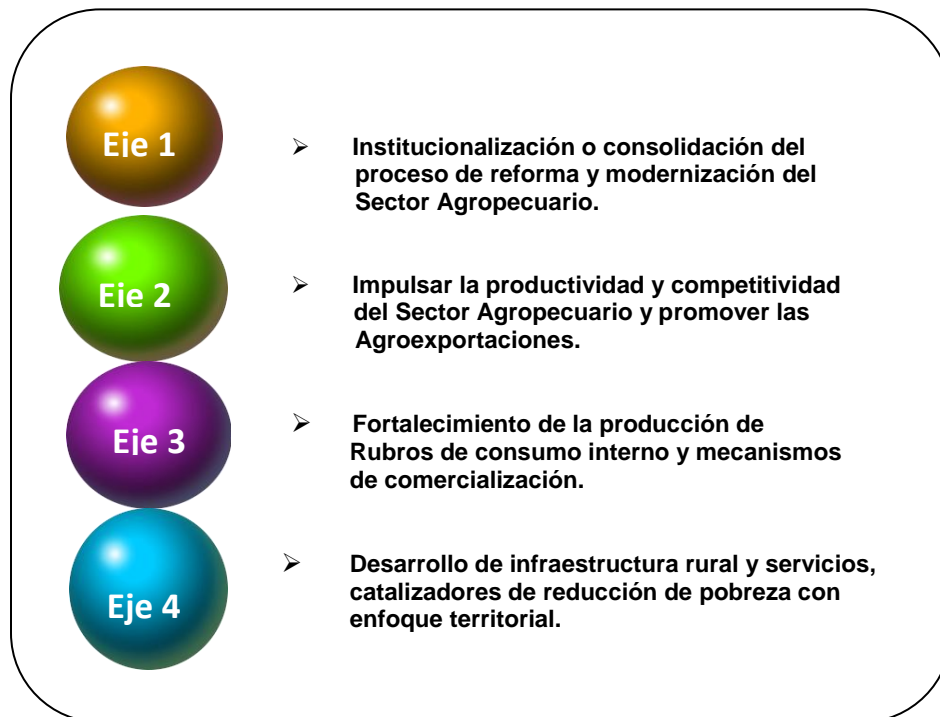 Eje 1
➢ Institucionalización o consolidación del
proceso de reforma y modernización del
Sector Agropecuario.
Eje 2
➢ Impulsar la productividad y competitividad
del Sector Agropecuario y promover las
Agroexportaciones.
Eje 3
➢ Fortalecimiento de la producción de
Rubros de consumo interno y mecanismos
de comercialización.
Eje 4
➢ Desarrollo de infraestructura rural y servicios,
catalizadores de reducción de pobreza con
enfoque territorial.